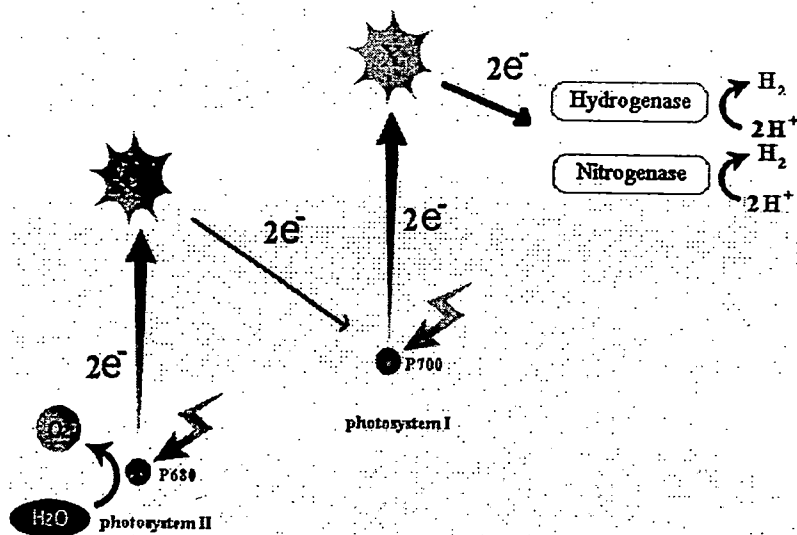 X
2e⁻
Hydrogenase
H₂
2H⁺
Nitrogenase
H₂
2H⁺
2e⁻
2e⁻
2e⁻
P700
photosystem I
O₂
P680
H₂O
photosystem II